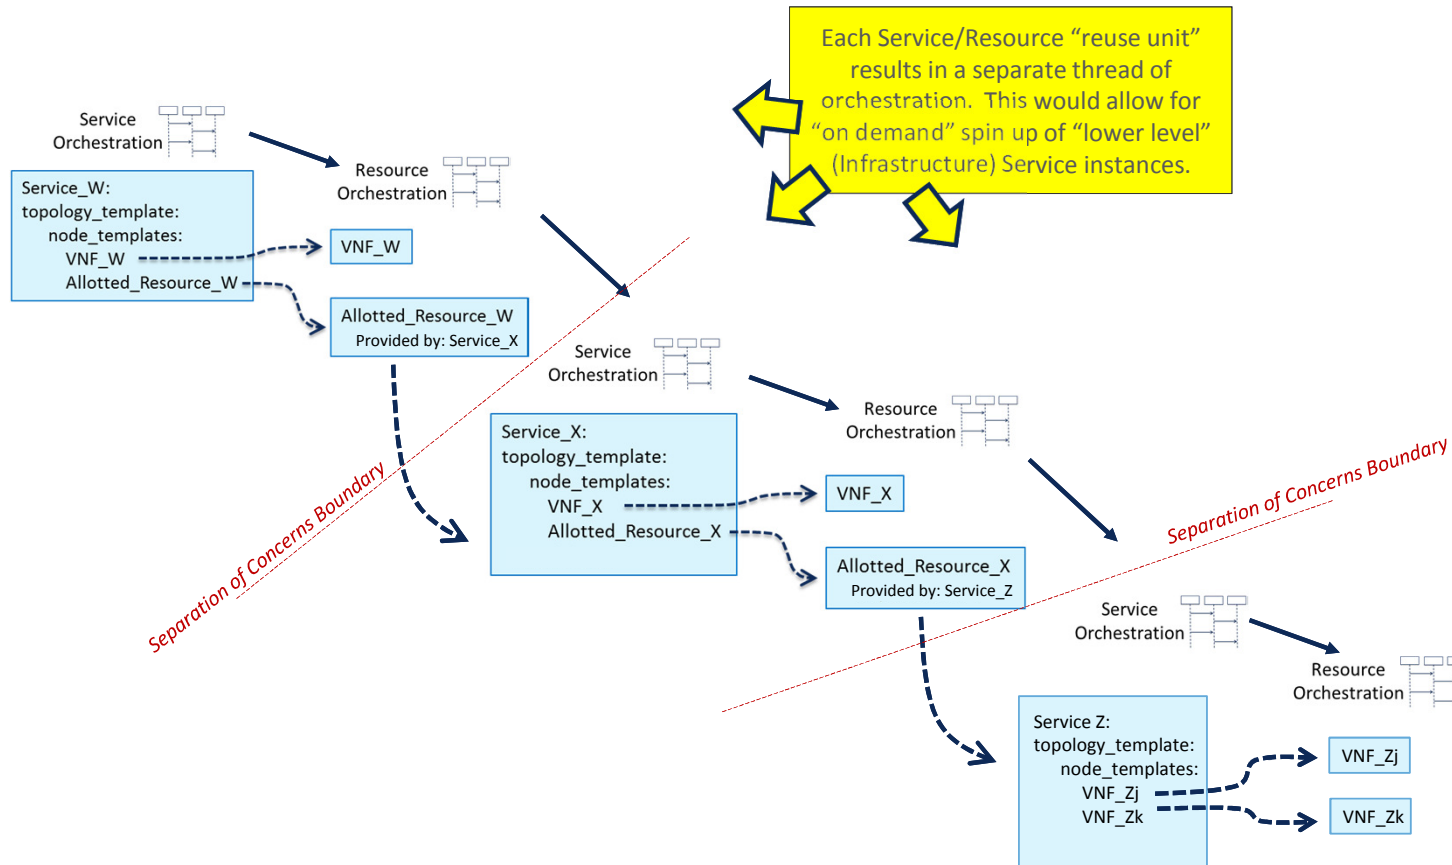 Each Service/Resource “reuse unit”
results in a separate thread of
orchestration.  This would allow for
“on demand” spin up of “lower level”
(Infrastructure) Service instances.
Service
Orchestration
Resource
Orchestration
Service_W:
topology_template:
node_templates:
VNF_W
Allotted_Resource_W
VNF_W
Allotted_Resource_W
Provided by: Service_X
Separation of Concerns Boundary
Service
Orchestration
Resource
Orchestration
Service_X:
topology_template:
node_templates:
VNF_X
Allotted_Resource_X
VNF_X
Allotted_Resource_X
Provided by: Service_Z
Separation of Concerns Boundary
Service
Orchestration
Resource
Orchestration
Service Z:
topology_template:
node_templates:
VNF_Zj
VNF_Zk
VNF_Zj
VNF_Zk